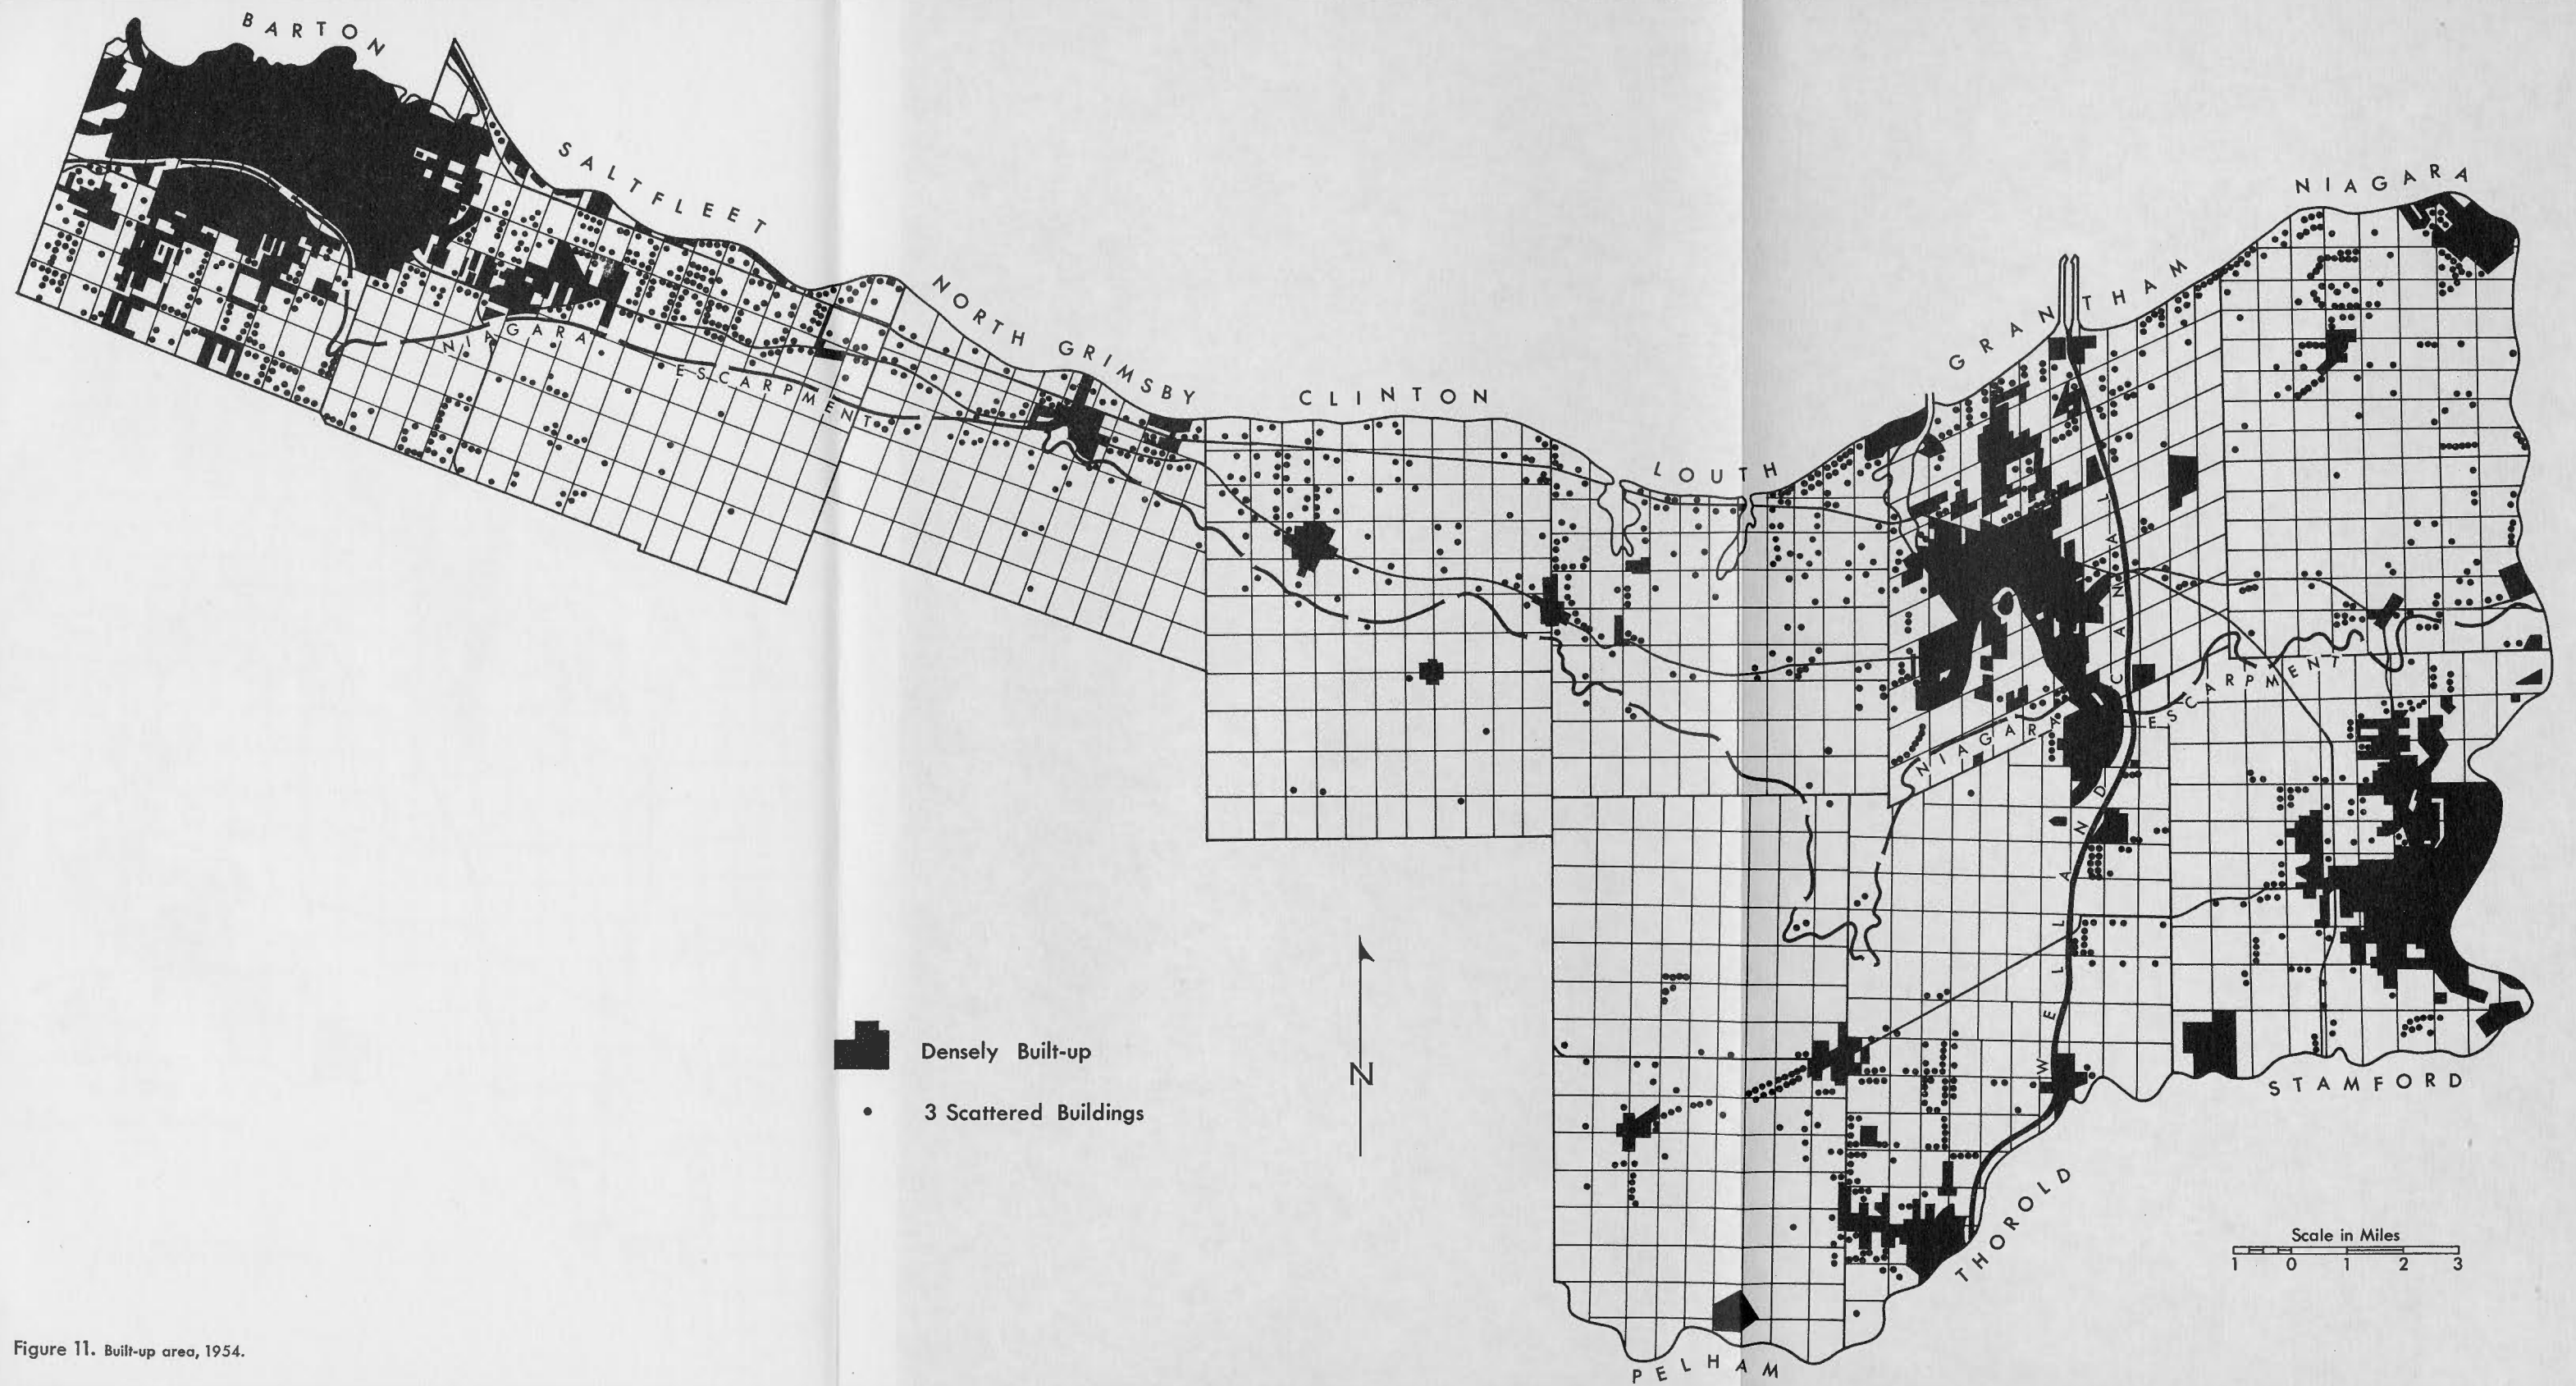 BARTON
SALTFLEET
NORTH GRIMSBY
CLINTON
LOUTH
GRANTHAM
NIAGARA
NIAGARA
ESCARPMENT
NIAGARA
ESCARPMENT
WELLAND
CANAL
STAMFORD
THOROLD
PELHAM
Densely Built-up
3 Scattered Buildings
N
Scale in Miles
1 0 1 2 3
Figure 11. Built-up area, 1954.